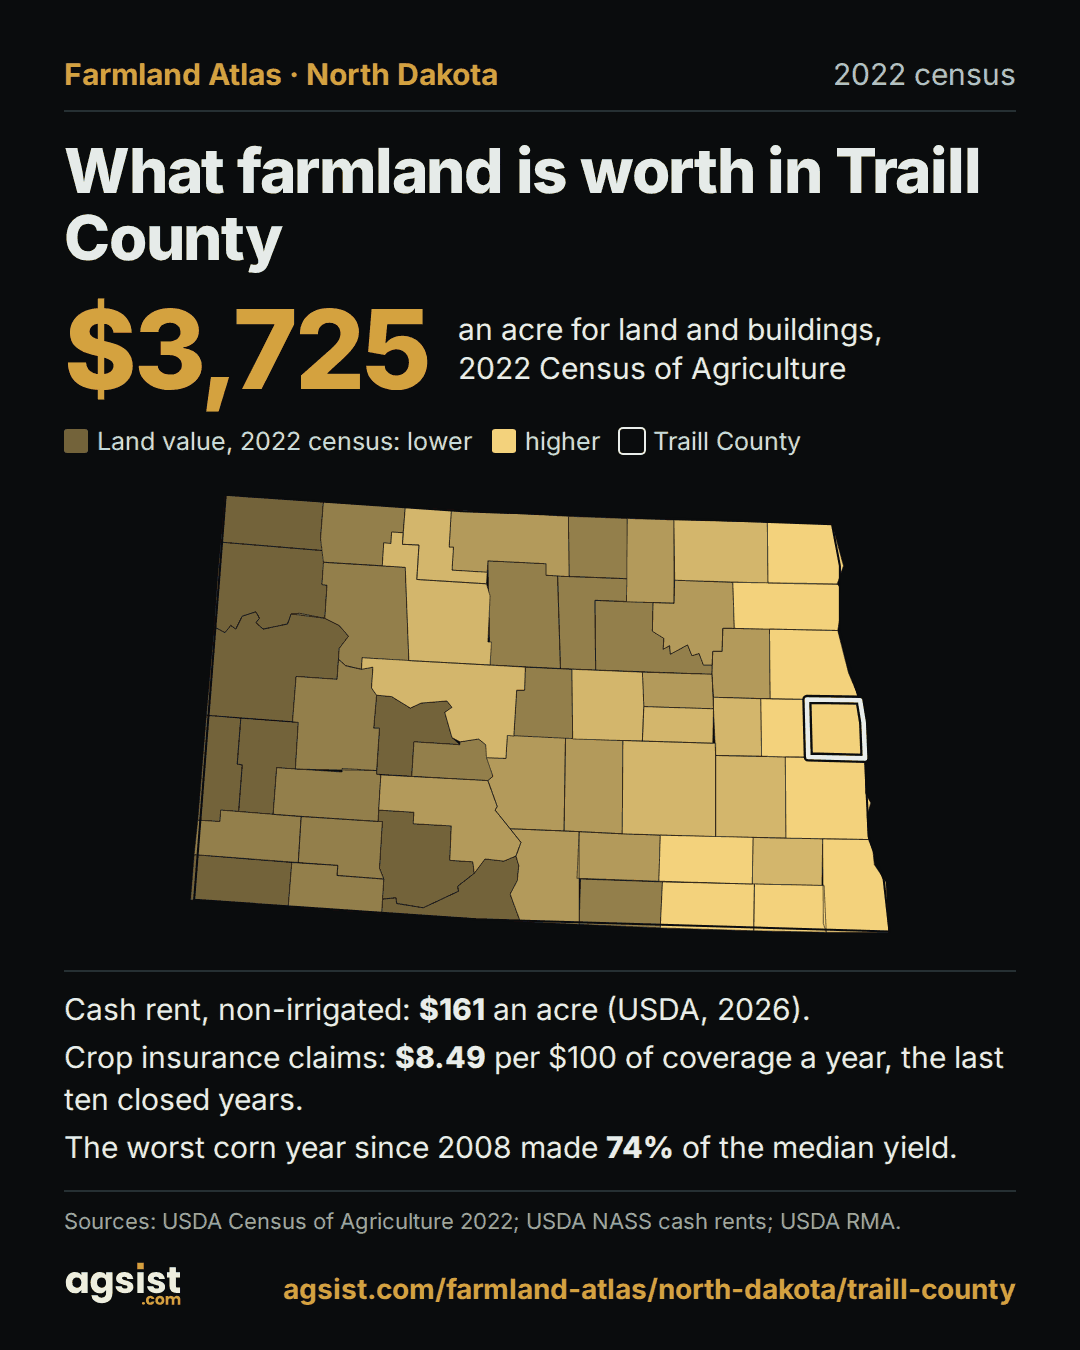 Farmland Atlas · North Dakota
2022 census
What farmland is worth in Traill
County
$3,725
an acre for land and buildings,
2022 Census of Agriculture
Land value, 2022 census: lower
higher
Traill County
Cash rent, non-irrigated: $161 an acre (USDA, 2026).
Crop insurance claims: $8.49 per $100 of coverage a year, the last
ten closed years.
The worst corn year since 2008 made 74% of the median yield.
Sources: USDA Census of Agriculture 2022; USDA NASS cash rents; USDA RMA.
agsist
.com
agsist.com/farmland-atlas/north-dakota/traill-county